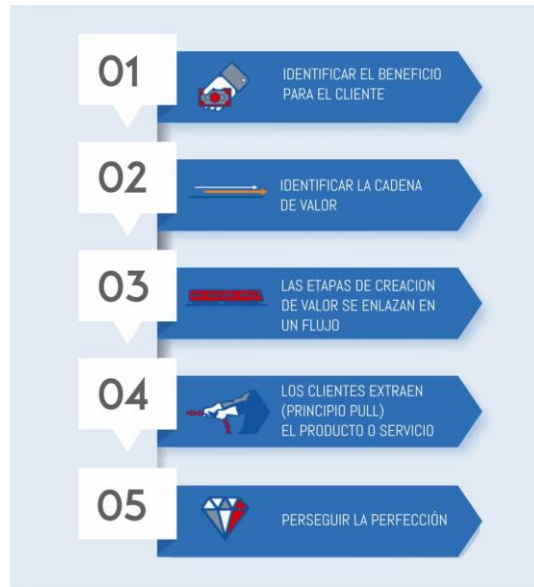 01
IDENTIFICAR EL BENEFICIO
PARA EL CLIENTE
02
IDENTIFICAR LA CADENA
DE VALOR
03
LAS ETAPAS DE CREACION
DE VALOR SE ENLAZAN EN
UN FLUJO
04
LOS CLIENTES EXTRAEN
(PRINCIPIO PULL)
EL PRODUCTO O SERVICIO
05
PERSEGUIR LA PERFECCIÓN